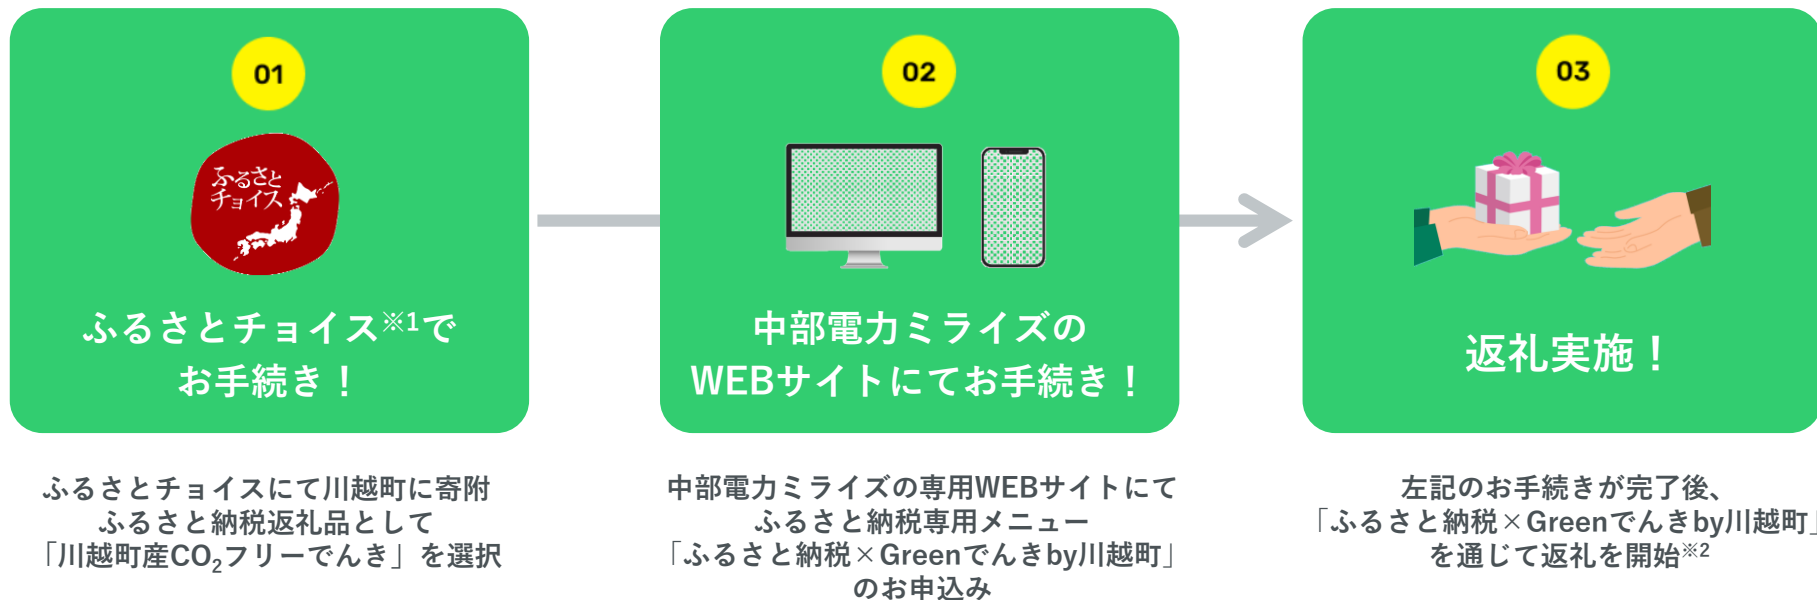 01
ふるさと
チョイス
ふるさとチョイス※1で
お手続き！
ふるさとチョイスにて川越町に寄附
ふるさと納税返礼品として
「川越町産CO₂フリーでんき」を選択
02
中部電力ミライズの
WEBサイトにてお手続き！
中部電力ミライズの専用WEBサイトにて
ふるさと納税専用メニュー
「ふるさと納税×Greenでんきby川越町」
のお申込み
03
返礼実施！
左記のお手続きが完了後、
「ふるさと納税×Greenでんきby川越町」
を通じて返礼を開始※2